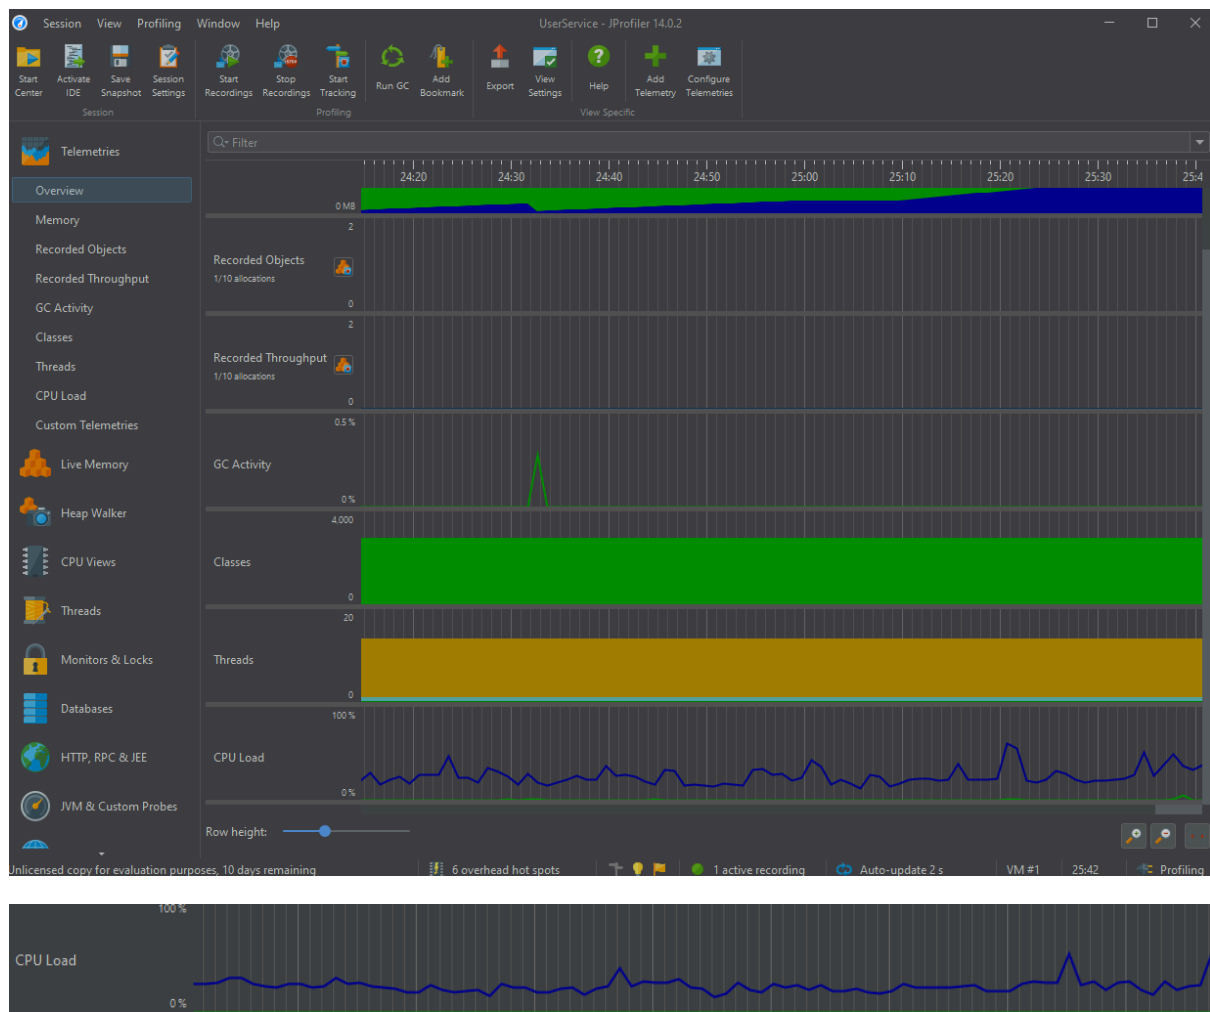 Session View Profiling Window Help UserService - JProfiler 14.0.2
Start Center
Activate IDE
Save Snapshot
Session Settings
Start Recordings
Stop Recordings
Start Tracking
Run GC
Add Bookmark
Export
View Settings
Help
Add Telemetry
Configure Telemetries
Session Profiling View Specific
Telemetries
Overview
Memory
Recorded Objects
Recorded Throughput
GC Activity
Classes
Threads
CPU Load
Custom Telemetries
Live Memory
Heap Walker
CPU Views
Threads
Monitors & Locks
Databases
HTTP, RPC & JEE
JVM & Custom Probes
Filter
24:20 24:30 24:40 24:50 25:00 25:10 25:20 25:30 25:4
0 MB
2
Recorded Objects
1/10 allocations
0
2
Recorded Throughput
1/10 allocations
0
0.5 %
GC Activity
0 %
4,000
Classes
0
20
Threads
0
100 %
CPU Load
0 %
Row height:
Unlicensed copy for evaluation purposes, 10 days remaining 6 overhead hot spots 1 active recording Auto-update 2 s VM #1 25:42 Profiling
100 %
CPU Load
0 %